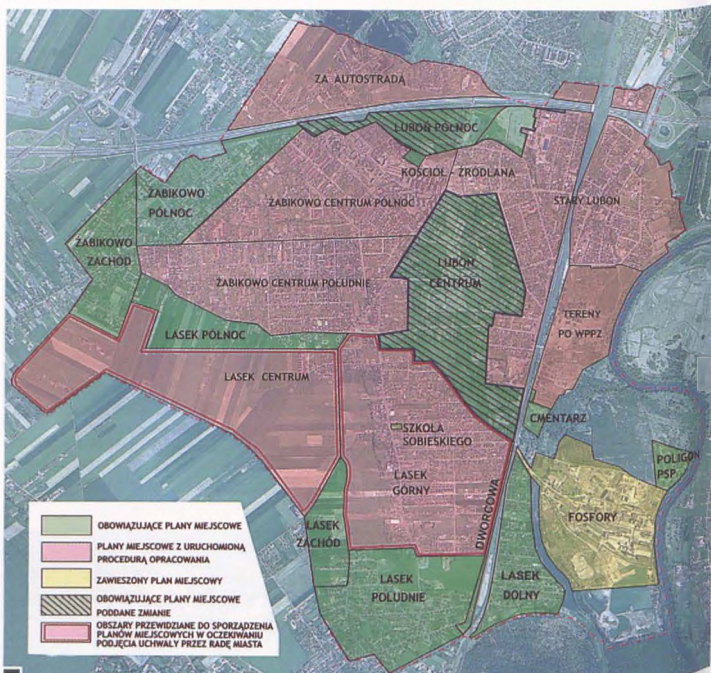 ZA AUTOSTRADĄ
LUBOŃ PÓŁNOC
KOŚCIÓŁ - ŹRÓDLANA
ŻABIKOWO
PÓŁNOC
ŻABIKOWO CENTRUM PÓŁNOC
STARY LUBOŃ
ŻABIKOWO
ZACHÓD
LUBOŃ
CENTRUM
ŻABIKOWO CENTRUM POŁUDNIE
TERENY
PO WPPZ
LASEK PÓŁNOC
LASEK CENTRUM
CMENTARZ
SZKOŁA
SOBIESKIEGO
POLIGON
PSP
LASEK
GÓRNY
DWORCOWA
FOSFORY
LASEK
ZACHÓD
LASEK
POŁUDNIE
LASEK
DOLNY
OBOWIĄZUJĄCE PLANY MIEJSCOWE
PLANY MIEJSCOWE Z URUCHOMIONĄ
PROCEDURĄ OPRACOWANIA
ZAWIESZONY PLAN MIEJSCOWY
OBOWIĄZUJĄCE PLANY MIEJSCOWE
PODDANE ZMIANIE
OBSZARY PRZEWIDZIANE DO SPORZĄDZENIA
PLANÓW MIEJSCOWYCH W OCZEKIWANIU
PODJĘCIA UCHWAŁY PRZEZ RADĘ MIASTA